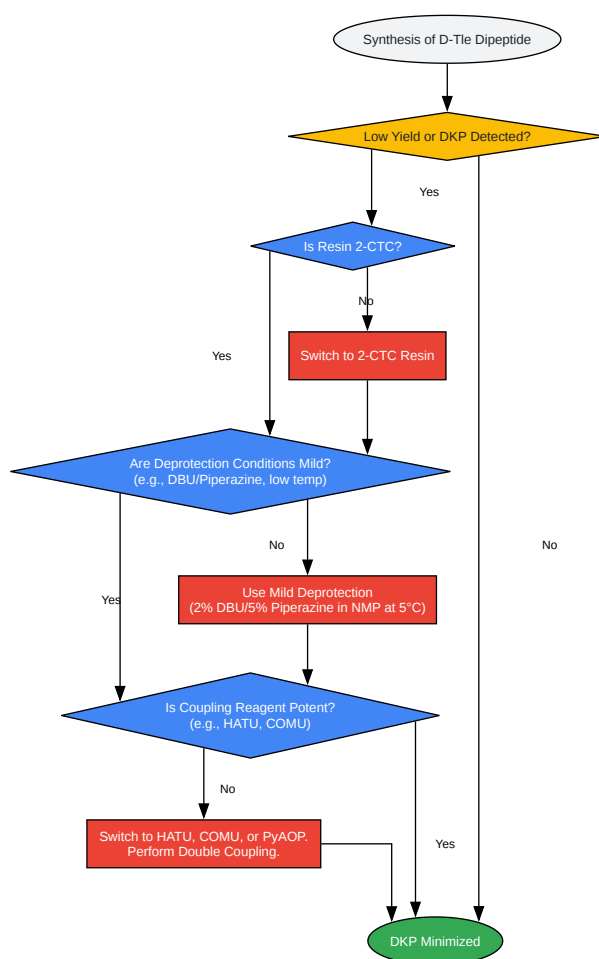 Synthesis of D-Tle Dipeptide
Low Yield or DKP Detected?
Yes
Is Resin 2-CTC?
No
Switch to 2-CTC Resin
Yes
Are Deprotection Conditions Mild?
(e.g., DBU/Piperazine, low temp)
No
No
Use Mild Deprotection
(2% DBU/5% Piperazine in NMP at 5°C)
Yes
Is Coupling Reagent Potent?
(e.g., HATU, COMU)
No
Switch to HATU, COMU, or PyAOP.
Perform Double Coupling.
Yes
DKP Minimized